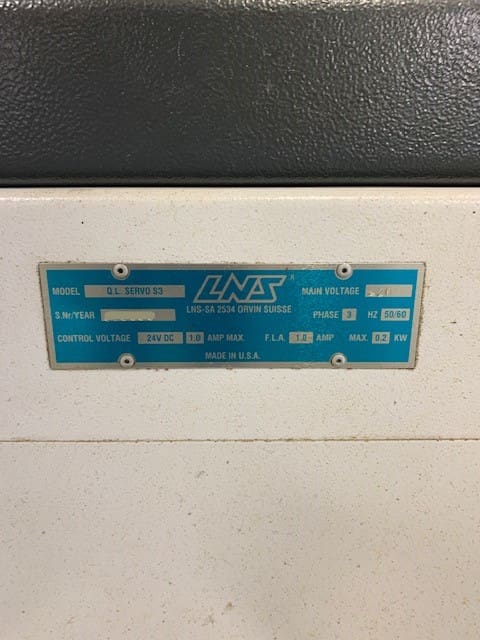 MODEL Q.L. SERVO S3 LNS R MAIN VOLTAGE
LNS-SA 2534 ORVIN SUISSE
S.Nr/YEAR PHASE 3 HZ 50/60
CONTROL VOLTAGE 24V DC 1.0 AMP MAX. F.L.A. 1.0 AMP MAX. 0.2 KW
MADE IN U.S.A.